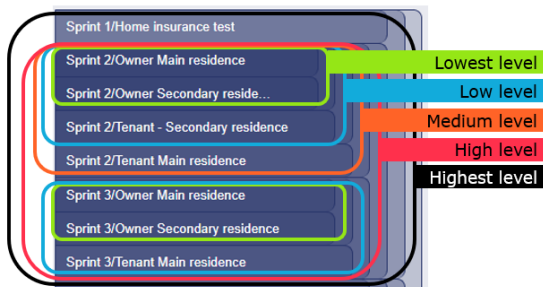 Sprint 1/Home insurance test
Sprint 2/Owner Main residence
Lowest level
Sprint 2/Owner Secondary reside...
Low level
Sprint 2/Tenant - Secondary residence
Medium level
Sprint 2/Tenant Main residence
High level
Highest level
Sprint 3/Owner Main residence
Sprint 3/Owner Secondary residence
Sprint 3/Tenant Main residence